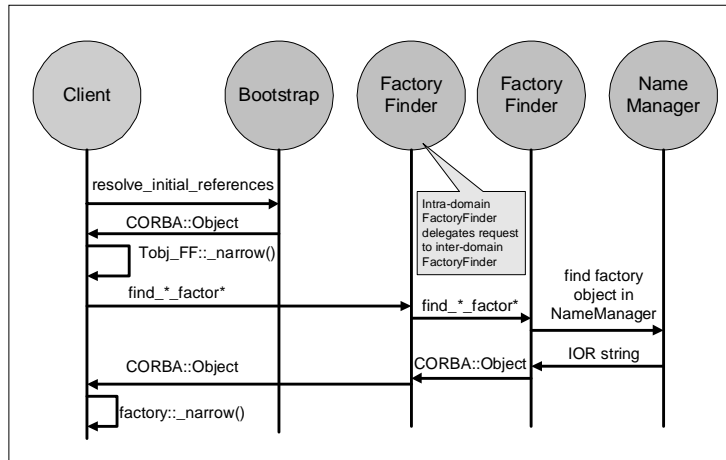 Client
Bootstrap
Factory
Finder
Factory
Finder
Name
Manager
resolve_initial_references
CORBA::Object
Tobj_FF::_narrow()
Intra-domain
FactoryFinder
delegates request
to inter-domain
FactoryFinder
find_*_factor*
find_*_factor*
find factory
object in
NameManager
IOR string
CORBA::Object
CORBA::Object
factory::_narrow()